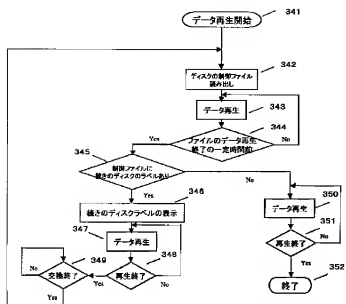 データ再生開始
341
ディスクの制御ファイル
読み出し
342
データ再生
343
ファイルのデータ再生
終了の一定時間前
344
Yes
No
345
制御ファイルに
続きのディスクのラベルあり
No
Yes
346
続きのディスクラベルの表示
347
データ再生
350
データ再生
351
再生終了
No
Yes
349
交換終了
No
Yes
348
再生終了
No
Yes
352
終了